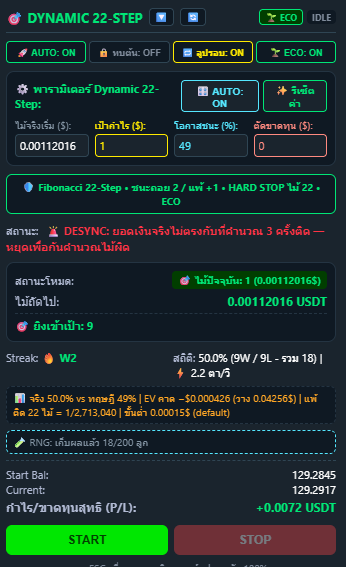 🎯 DYNAMIC 22-STEP 🔽 🔄 🌱 ECO IDLE
🚀 AUTO: ON 🔒 ทบต้น: OFF 🔁 ลูปรอบ: ON 🌱 ECO: ON
⚙️ พารามิเตอร์ Dynamic 22-Step: 🎛️ AUTO: ON ✨ รีเซ็ตค่า
ไม้จริงเริ่ม ($): เป้ากำไร ($): โอกาสชนะ (%): ตัดขาดทุน ($):
0.00112016 1 49 0
🛡️ Fibonacci 22-Step • ชนะถอย 2 / แพ้ +1 • HARD STOP ไม้ 22 •
ECO
สถานะ: 🚨 DESYNC: ยอดเงินจริงไม่ตรงกับที่คำนวณ 3 ครั้งติด —
หยุดเพื่อกันคำนวณไม้ผิด
สถานะโหมด: 🎯 ไม้ปัจจุบัน: 1 (0.00112016$)
ไม้ถัดไป: 0.00112016 USDT
🎯 ยิงเข้าเป้า: 9
Streak: 🔥 W2 สถิติ: 50.0% (9W / 9L - รวม 18) |
⚡ 2.2 ตา/วิ
📊 จริง 50.0% vs ทฤษฎี 49% | EV คาด −$0.000426 (วาง 0.04256$) | แพ้
ติด 22 ไม้ = 1/2,713,040 | ขั้นต่ำ 0.00015$ (default)
🧪 RNG: เก็บผลแล้ว 18/200 ลูก
Start Bal: 129.2845
Current: 129.2917
กำไร/ขาดทุนสุทธิ (P/L): +0.0072 USDT
START STOP